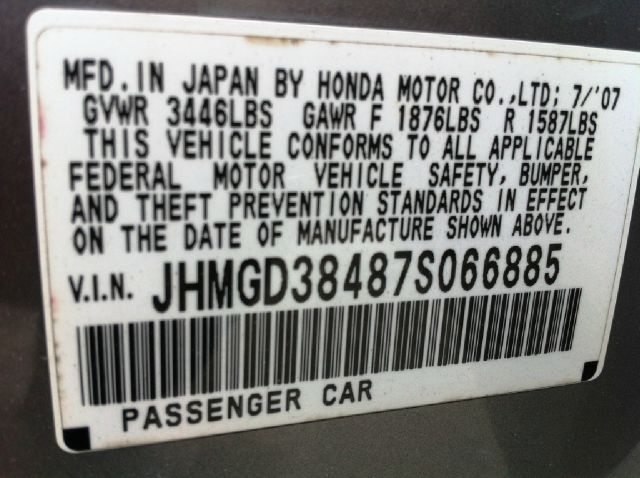 MFD. IN JAPAN BY HONDA MOTOR CO.,LTD; 7/'07
GVWR 3446LBS GAWR F 1876LBS R 1587LBS
THIS VEHICLE CONFORMS TO ALL APPLICABLE
FEDERAL MOTOR VEHICLE SAFETY, BUMPER,
AND THEFT PREVENTION STANDARDS IN EFFECT
ON THE DATE OF MANUFACTURE SHOWN ABOVE.
V.I.N. JHMGD38487S066885
PASSENGER CAR